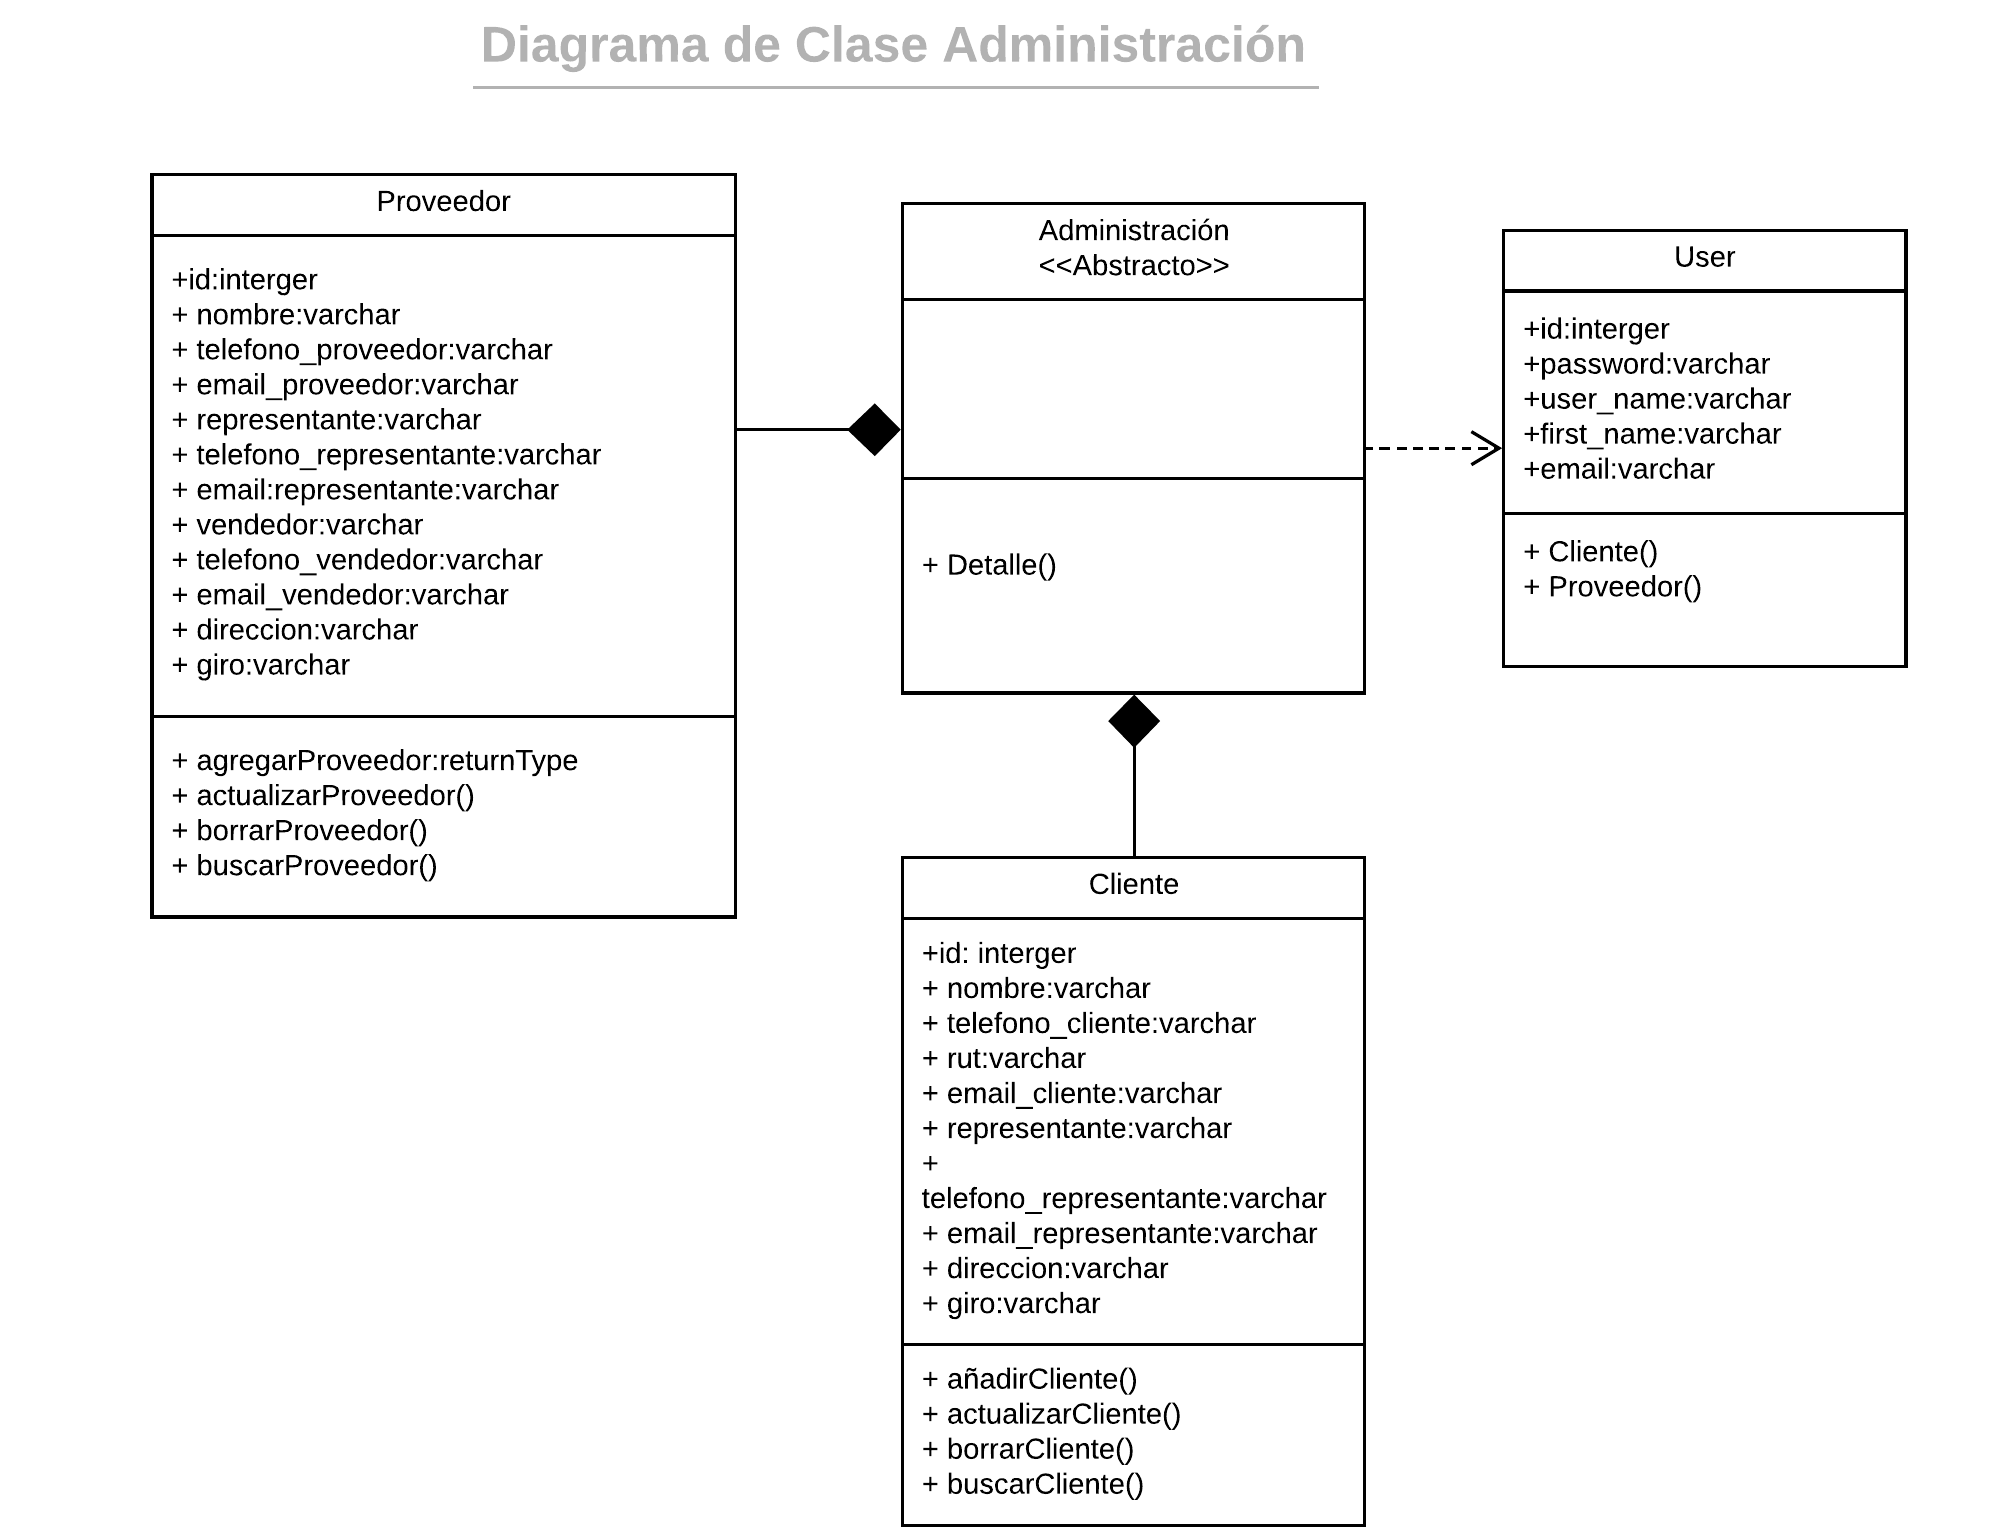 Diagrama de Clase Administración
Proveedor
+id:interger
+ nombre:varchar
+ telefono_proveedor:varchar
+ email_proveedor:varchar
+ representante:varchar
+ telefono_representante:varchar
+ email:representante:varchar
+ vendedor:varchar
+ telefono_vendedor:varchar
+ email_vendedor:varchar
+ direccion:varchar
+ giro:varchar
+ agregarProveedor:returnType
+ actualizarProveedor()
+ borrarProveedor()
+ buscarProveedor()
Administración
<<Abstracto>>
+ Detalle()
User
+id:interger
+password:varchar
+user_name:varchar
+first_name:varchar
+email:varchar
+ Cliente()
+ Proveedor()
Cliente
+id: interger
+ nombre:varchar
+ telefono_cliente:varchar
+ rut:varchar
+ email_cliente:varchar
+ representante:varchar
+
telefono_representante:varchar
+ email_representante:varchar
+ direccion:varchar
+ giro:varchar
+ añadirCliente()
+ actualizarCliente()
+ borrarCliente()
+ buscarCliente()